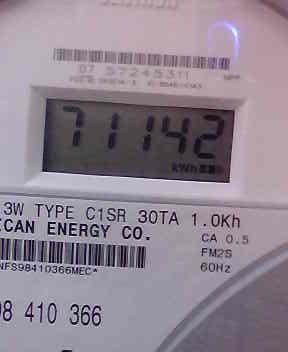 07 57245311
71142
kWh
3W TYPE C1SR 30TA 1.0Kh
ICAN ENERGY CO.
CA 0.5
FM2S
60Hz
NFS98410366MEC*
98 410 366